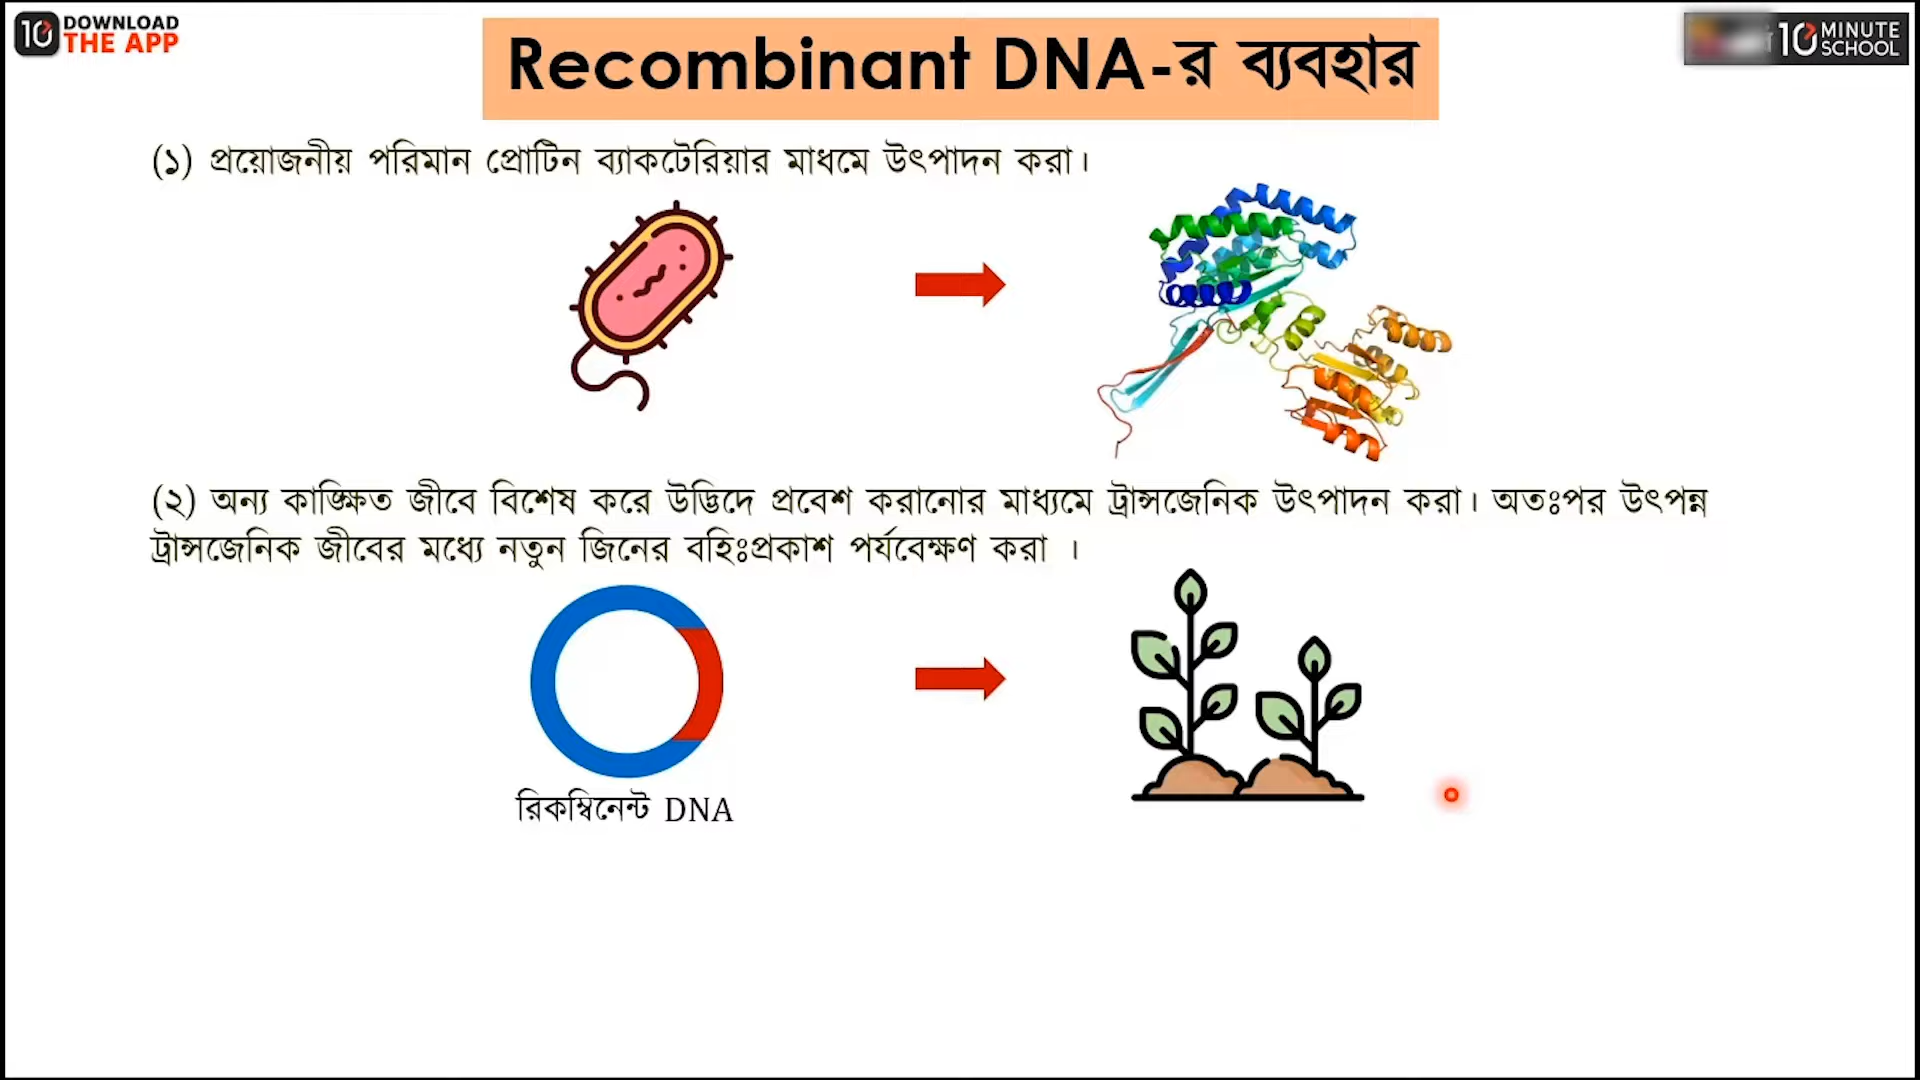 10 DOWNLOAD
THE APP
10 MINUTE
SCHOOL
Recombinant DNA-র ব্যবহার
(১) প্রয়োজনীয় পরিমান প্রোটিন ব্যাকটেরিয়ার মাধমে উৎপাদন করা।
(২) অন্য কাঙ্ক্ষিত জীবে বিশেষ করে উদ্ভিদে প্রবেশ করানোর মাধ্যমে ট্রান্সজেনিক উৎপাদন করা। অতঃপর উৎপন্ন
ট্রান্সজেনিক জীবের মধ্যে নতুন জিনের বহিঃপ্রকাশ পর্যবেক্ষণ করা ।
রিকম্বিনেন্ট DNA